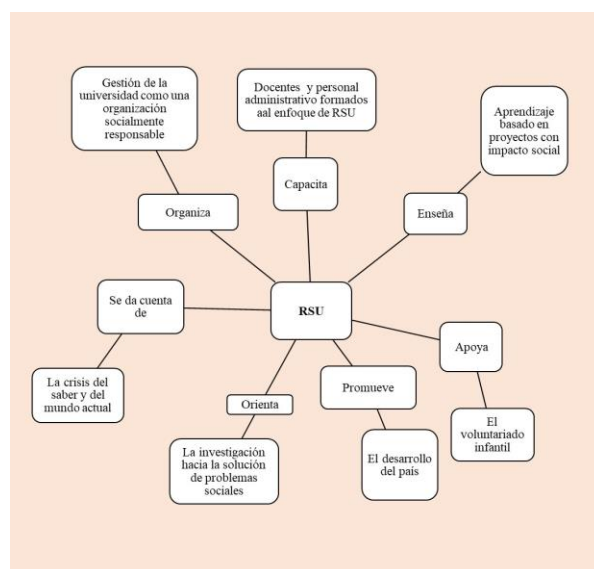 Gestión de la
universidad como una
organización
socialmente
responsable
Docentes y personal
administrativo formados
aal enfoque de RSU
Aprendizaje
basado en
proyectos con
impacto social
Organiza
Capacita
Enseña
Se da cuenta
de
RSU
Apoya
La crisis del
saber y del
mundo actual
Orienta
Promueve
El
voluntariado
infantil
La investigación
hacia la solución
de problemas
sociales
El desarrollo
del país